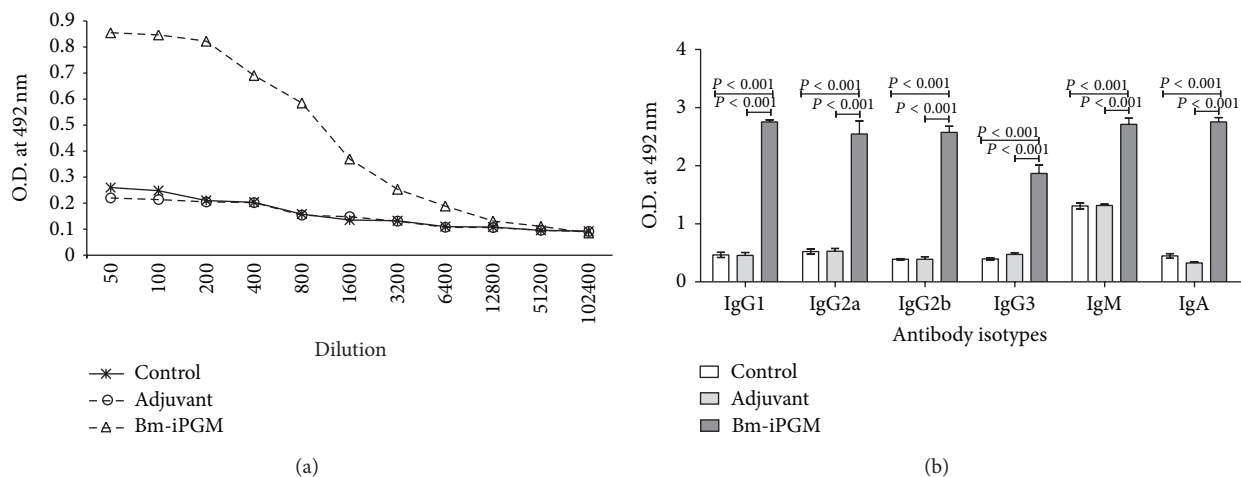 0.9
0.8
0.7
0.6
0.5
0.4
0.3
0.2
0.1
0
O.D. at 492 nm
50
100
200
400
800
1600
3200
6400
12800
51200
102400
Dilution
Control
Adjuvant
Bm-iPGM
(a)
4
3
2
1
0
O.D. at 492 nm
P < 0.001
P < 0.001
P < 0.001
P < 0.001
P < 0.001
P < 0.001
P < 0.001
P < 0.001
P < 0.001
P < 0.001
P < 0.001
P < 0.001
IgG1 IgG2a IgG2b IgG3 IgM IgA
Antibody isotypes
Control
Adjuvant
Bm-iPGM
(b)